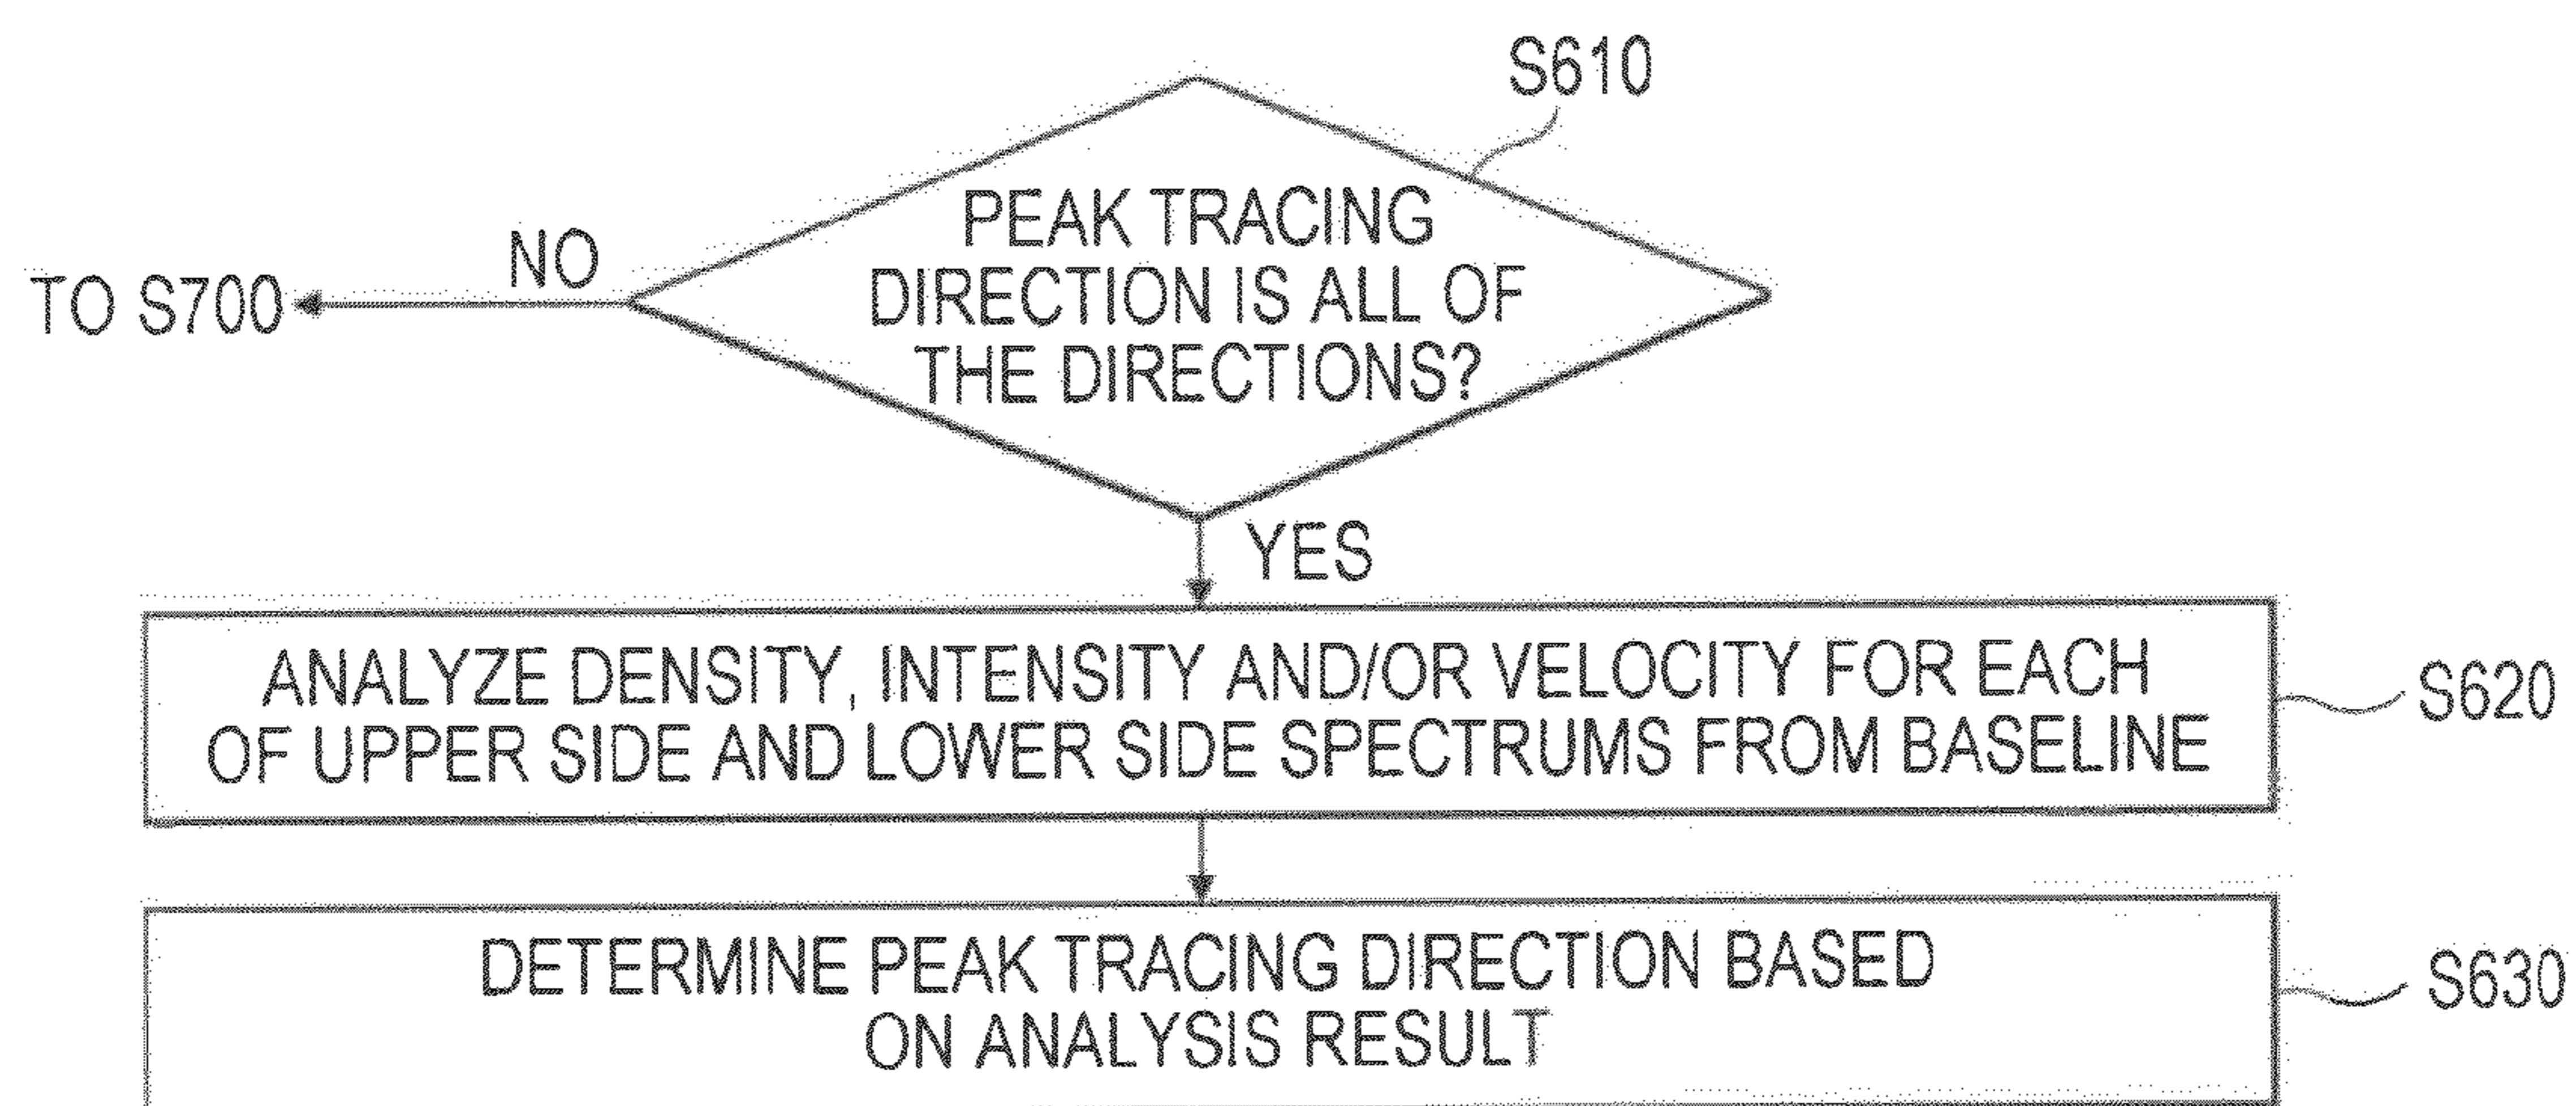 S610
PEAK TRACING
DIRECTION IS ALL OF
THE DIRECTIONS?
NO
TO S700
YES
ANALYZE DENSITY, INTENSITY AND/OR VELOCITY FOR EACH
OF UPPER SIDE AND LOWER SIDE SPECTRUMS FROM BASELINE
S620
DETERMINE PEAK TRACING DIRECTION BASED
ON ANALYSIS RESULT
S630